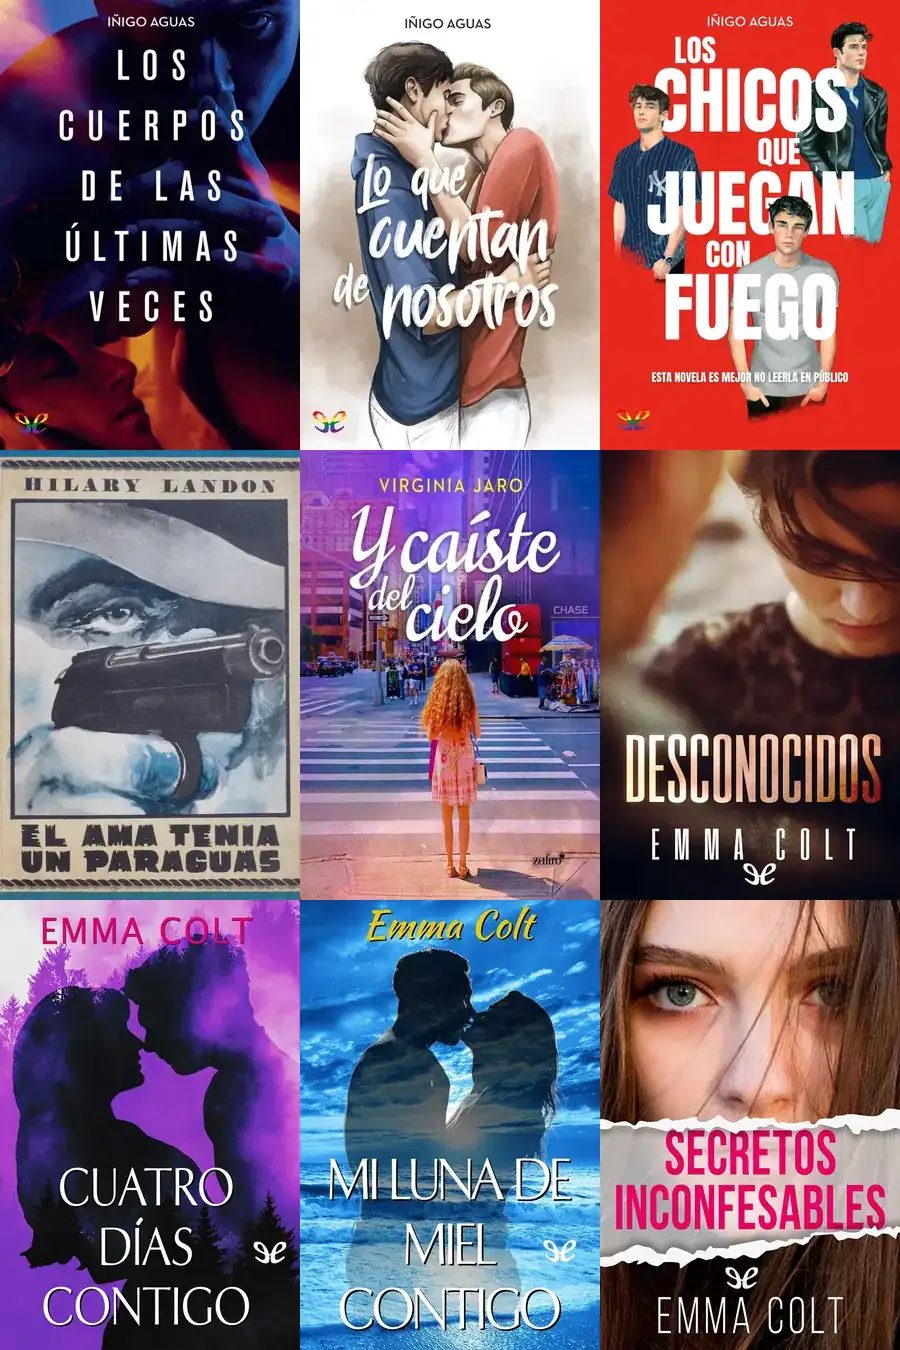 IÑIGO AGUAS
LOS
CUERPOS
DE LAS
ÚLTIMAS
VECES
IÑIGO AGUAS
Lo que
cuentan
de nosotros
IÑIGO AGUAS
LOS
CHICOS
QUE
JUEGAN
CON
FUEGO
ESTA NOVELA ES MEJOR NO LEERLA EN PÚBLICO
HILARY LANDON
EL AMA TENIA
UN PARAGUAS
VIRGINIA JARO
Y caíste
del cielo
CHASE
zafiro
DESCONOCIDOS
EMMA COLT
EMMA COLT
CUATRO
DÍAS
CONTIGO
Emma Colt
MI LUNA DE
MIEL
CONTIGO
SECRETOS
INCONFESABLES
EMMA COLT